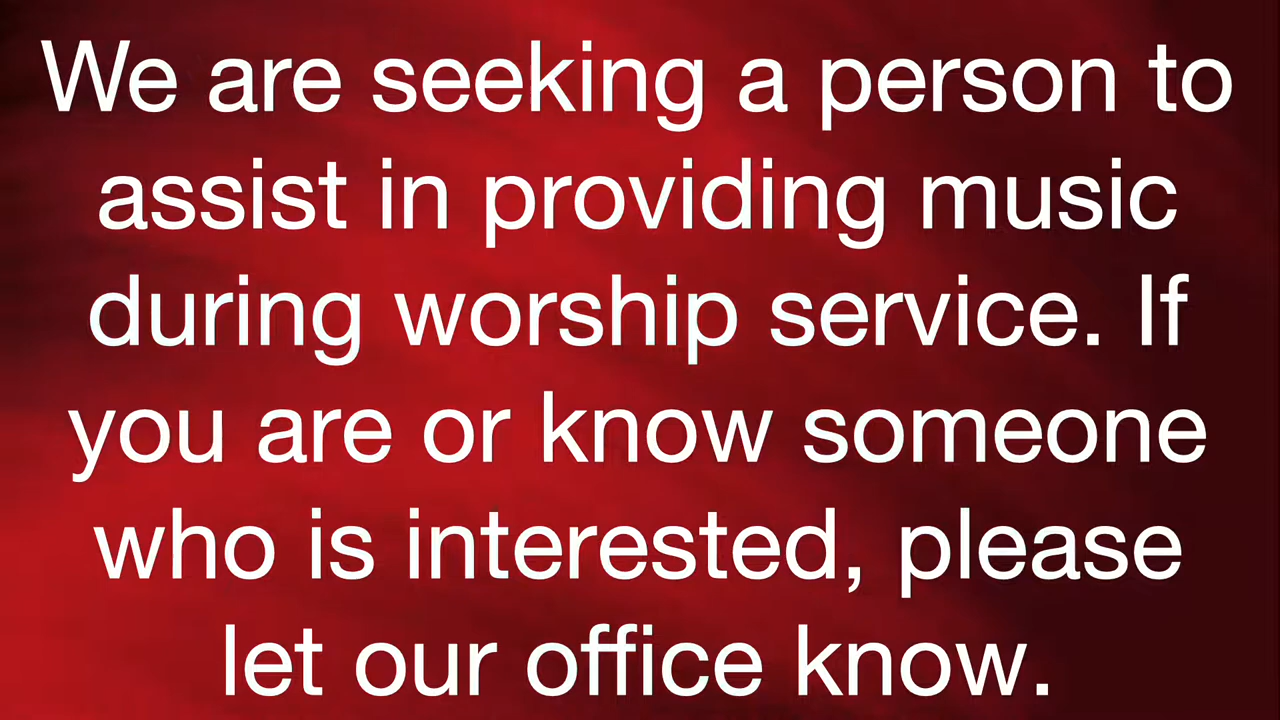 We are seeking a person to
assist in providing music
during worship service. If
you are or know someone
who is interested, please
let our office know.